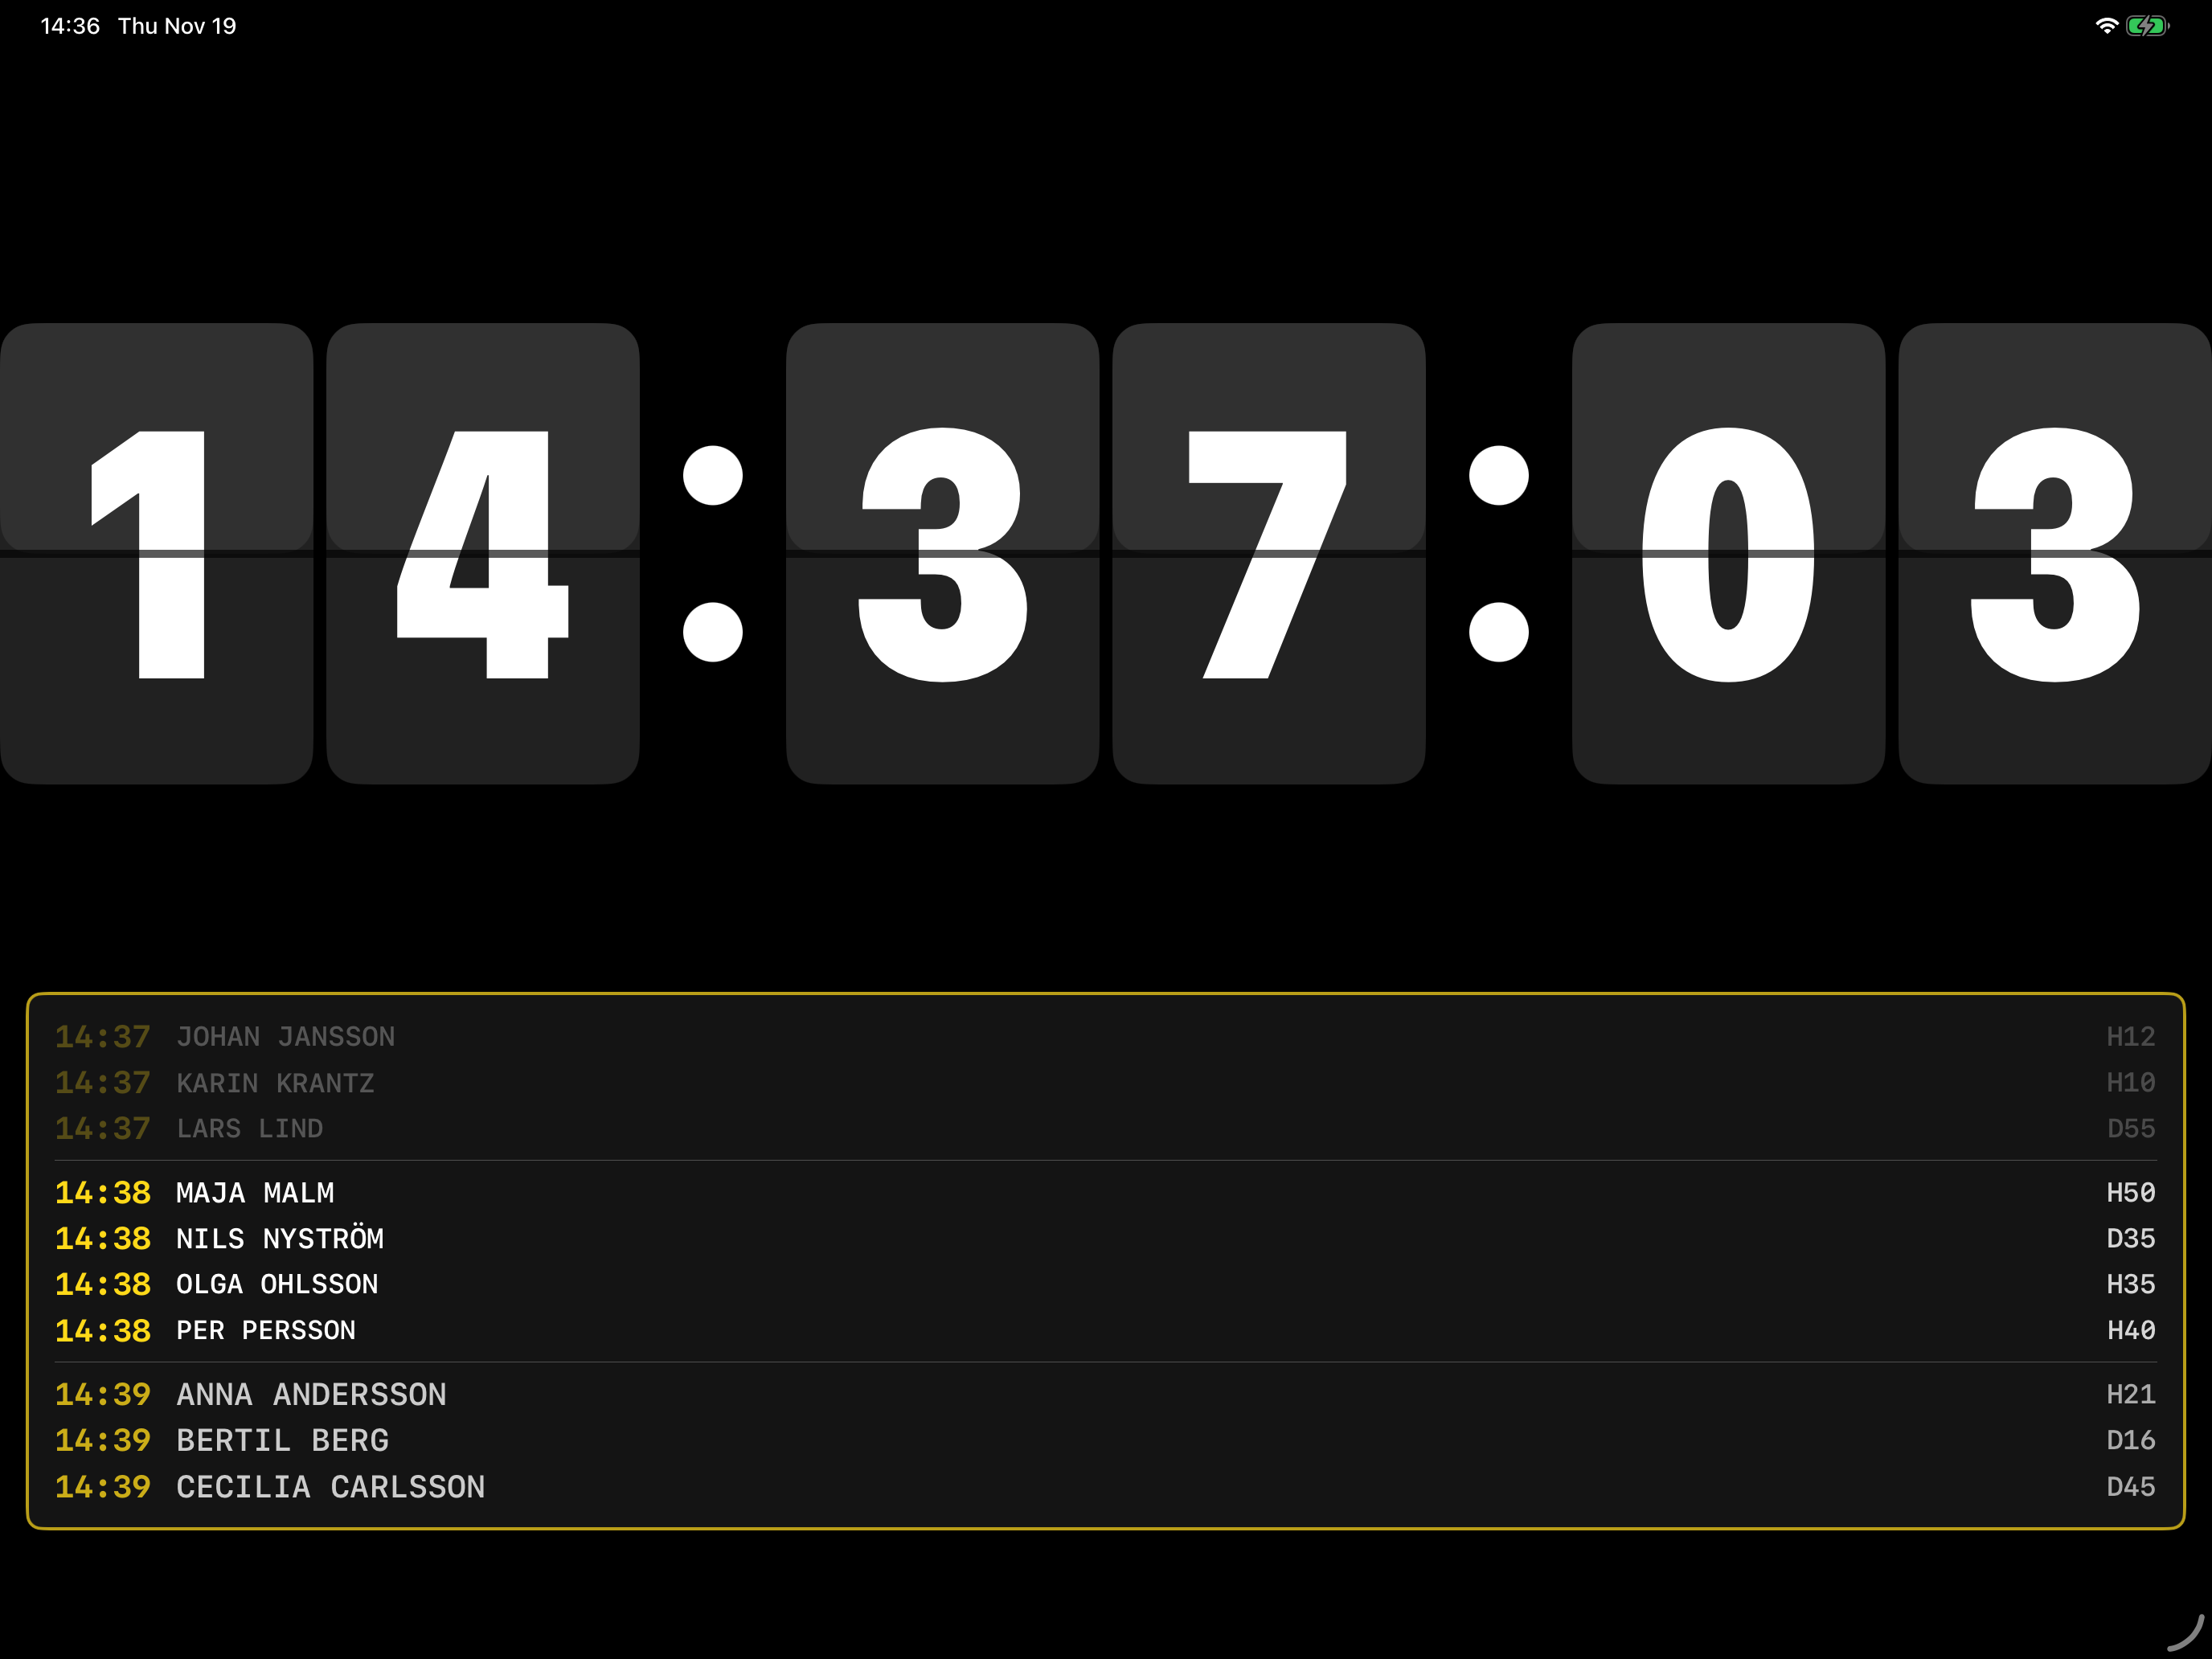 14:36 Thu Nov 19
14:37:03
14:37 JOHAN JANSSON H12
14:37 KARIN KRANTZ H10
14:37 LARS LIND D55
14:38 MAJA MALM H50
14:38 NILS NYSTRÖM D35
14:38 OLGA OHLSSON H35
14:38 PER PERSSON H40
14:39 ANNA ANDERSSON H21
14:39 BERTIL BERG D16
14:39 CECILIA CARLSSON D45